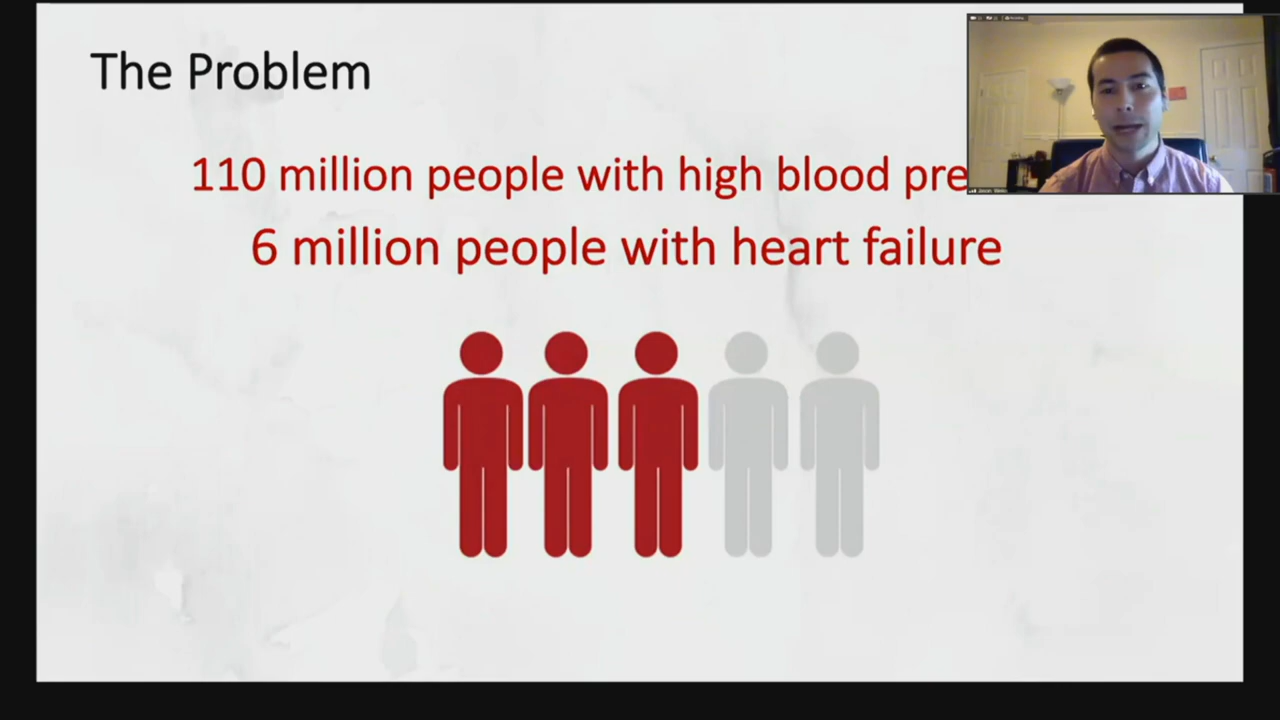 The Problem
110 million people with high blood pre
6 million people with heart failure